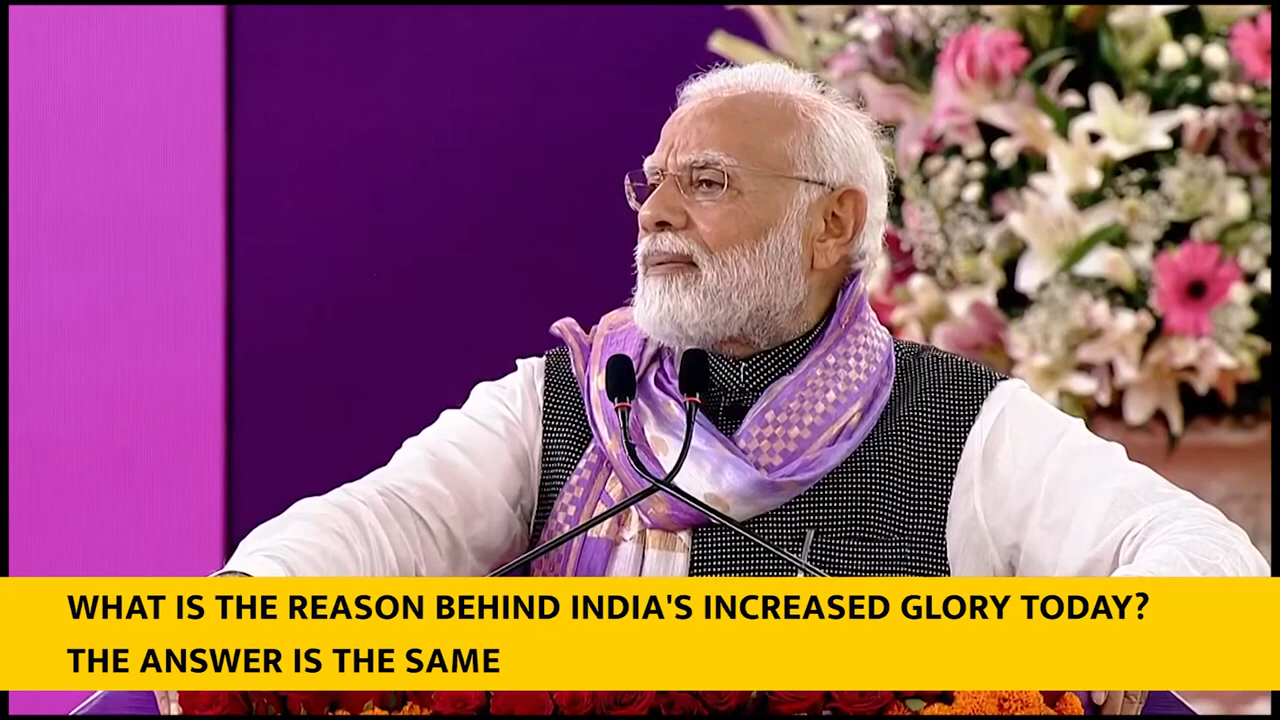 WHAT IS THE REASON BEHIND INDIA'S INCREASED GLORY TODAY?
THE ANSWER IS THE SAME